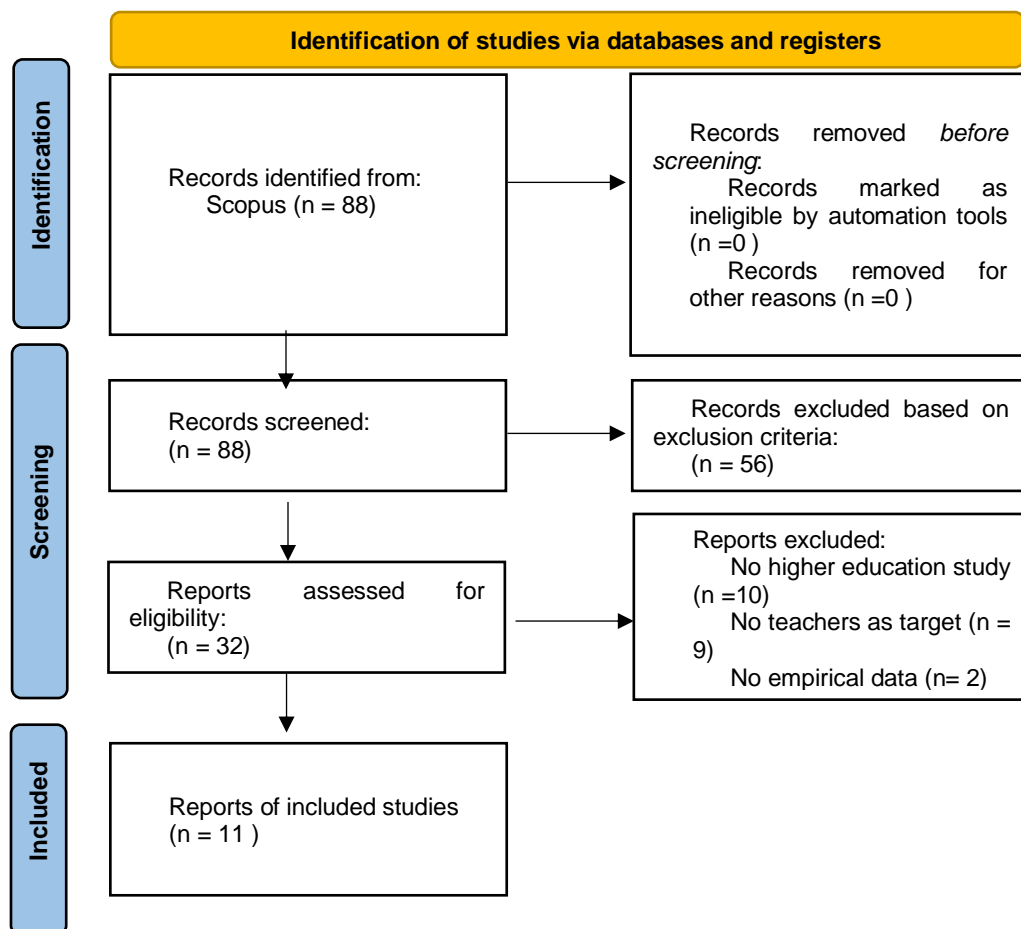 Identification of studies via databases and registers
Identification
Records identified from:
Scopus (n = 88)
Records removed before
screening:
Records marked as
ineligible by automation tools
(n =0 )
Records removed for
other reasons (n =0 )
Screening
Records screened:
(n = 88)
Records excluded based on
exclusion criteria:
(n = 56)
Reports assessed for
eligibility:
(n = 32)
Reports excluded:
No higher education study
(n =10)
No teachers as target (n =
9)
No empirical data (n= 2)
Included
Reports of included studies
(n = 11 )